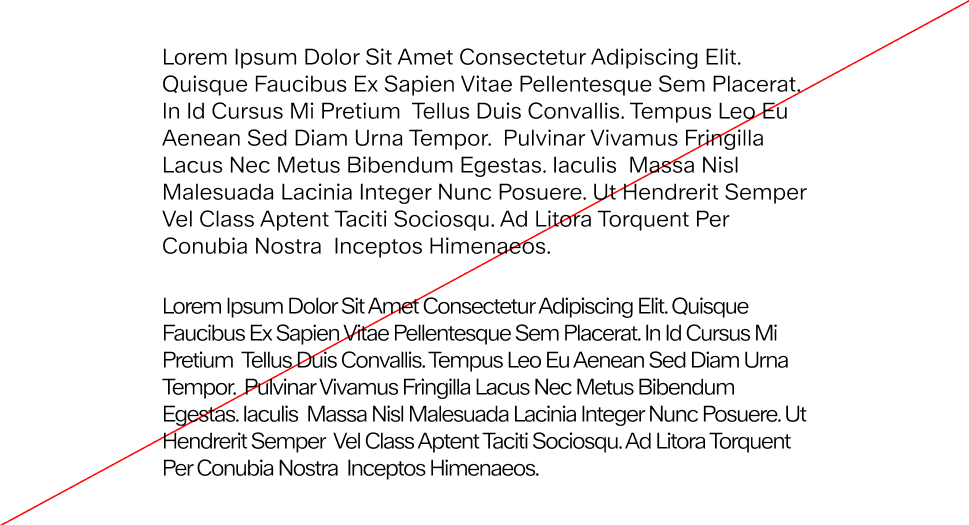 Lorem Ipsum Dolor Sit Amet Consectetur Adipiscing Elit.
Quisque Faucibus Ex Sapien Vitae Pellentesque Sem Placerat.
In Id Cursus Mi Pretium  Tellus Duis Convallis. Tempus Leo Eu
Aenean Sed Diam Urna Tempor.  Pulvinar Vivamus Fringilla
Lacus Nec Metus Bibendum Egestas. Iaculis  Massa Nisl
Malesuada Lacinia Integer Nunc Posuere. Ut Hendrerit Semper
Vel Class Aptent Taciti Sociosqu. Ad Litora Torquent Per
Conubia Nostra  Inceptos Himenaeos.
Lorem Ipsum Dolor Sit Amet Consectetur Adipiscing Elit. Quisque
Faucibus Ex Sapien Vitae Pellentesque Sem Placerat. In Id Cursus Mi
Pretium  Tellus Duis Convallis. Tempus Leo Eu Aenean Sed Diam Urna
Tempor.  Pulvinar Vivamus Fringilla Lacus Nec Metus Bibendum
Egestas. Iaculis  Massa Nisl Malesuada Lacinia Integer Nunc Posuere. Ut
Hendrerit Semper  Vel Class Aptent Taciti Sociosqu. Ad Litora Torquent
Per Conubia Nostra  Inceptos Himenaeos.